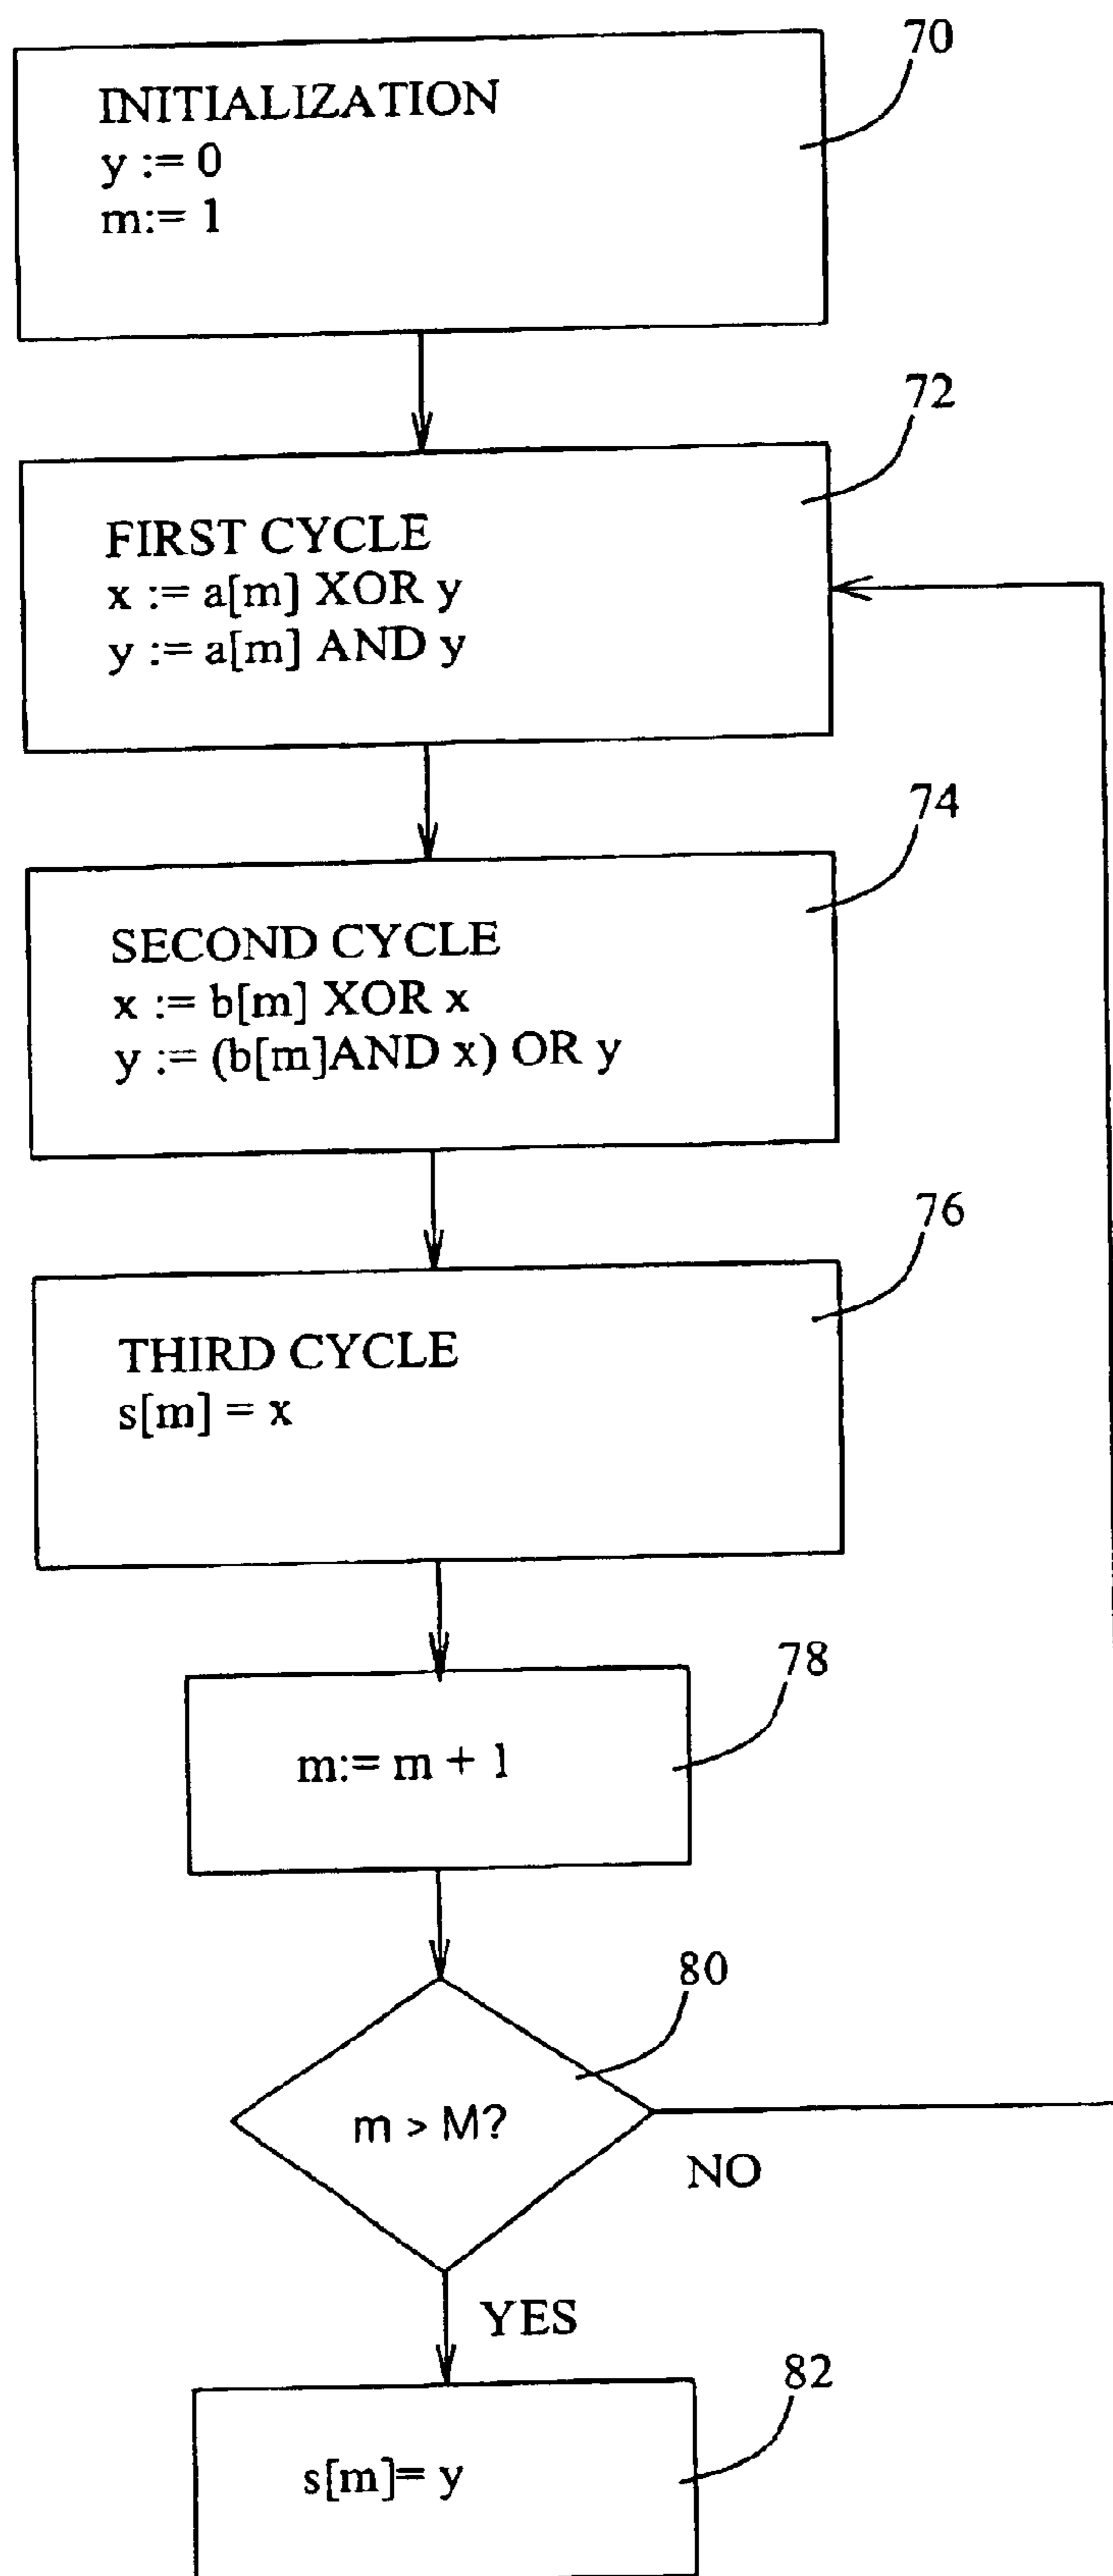 70
INITIALIZATION
y := 0
m:= 1
72
FIRST CYCLE
x := a[m] XOR y
y := a[m] AND y
74
SECOND CYCLE
x := b[m] XOR x
y := (b[m]AND x) OR y
76
THIRD CYCLE
s[m] = x
78
m:= m + 1
80
m > M?
NO
YES
82
s[m]= y